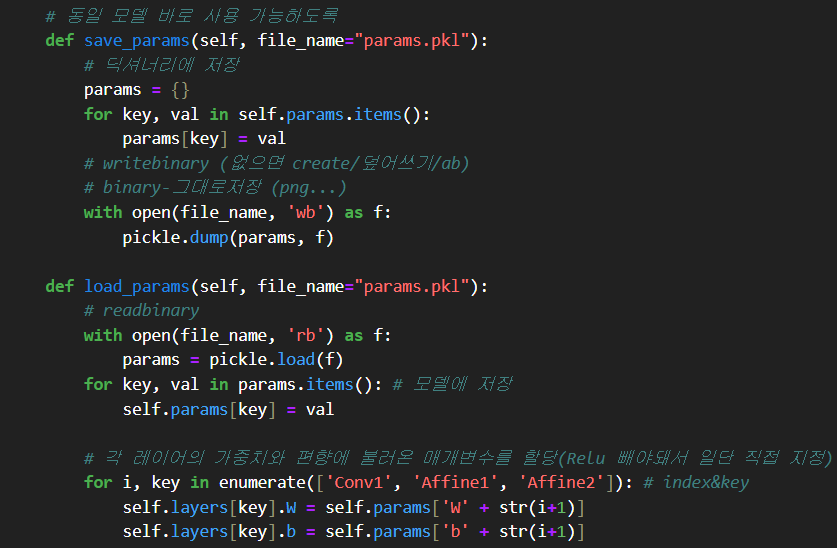 # 동일 모델 바로 사용 가능하도록
def save_params(self, file_name="params.pkl"):
# 딕셔너리에 저장
params = {}
for key, val in self.params.items():
params[key] = val
# writebinary (없으면 create/덮어쓰기/ab)
# binary-그대로저장 (png...)
with open(file_name, 'wb') as f:
pickle.dump(params, f)
def load_params(self, file_name="params.pkl"):
# readbinary
with open(file_name, 'rb') as f:
params = pickle.load(f)
for key, val in params.items(): # 모델에 저장
self.params[key] = val
# 각 레이어의 가중치와 편향에 불러온 매개변수를 할당(Relu 빼야돼서 일단 직접 지정)
for i, key in enumerate(['Conv1', 'Affine1', 'Affine2']): # index&key
self.layers[key].W = self.params['W' + str(i+1)]
self.layers[key].b = self.params['b' + str(i+1)]